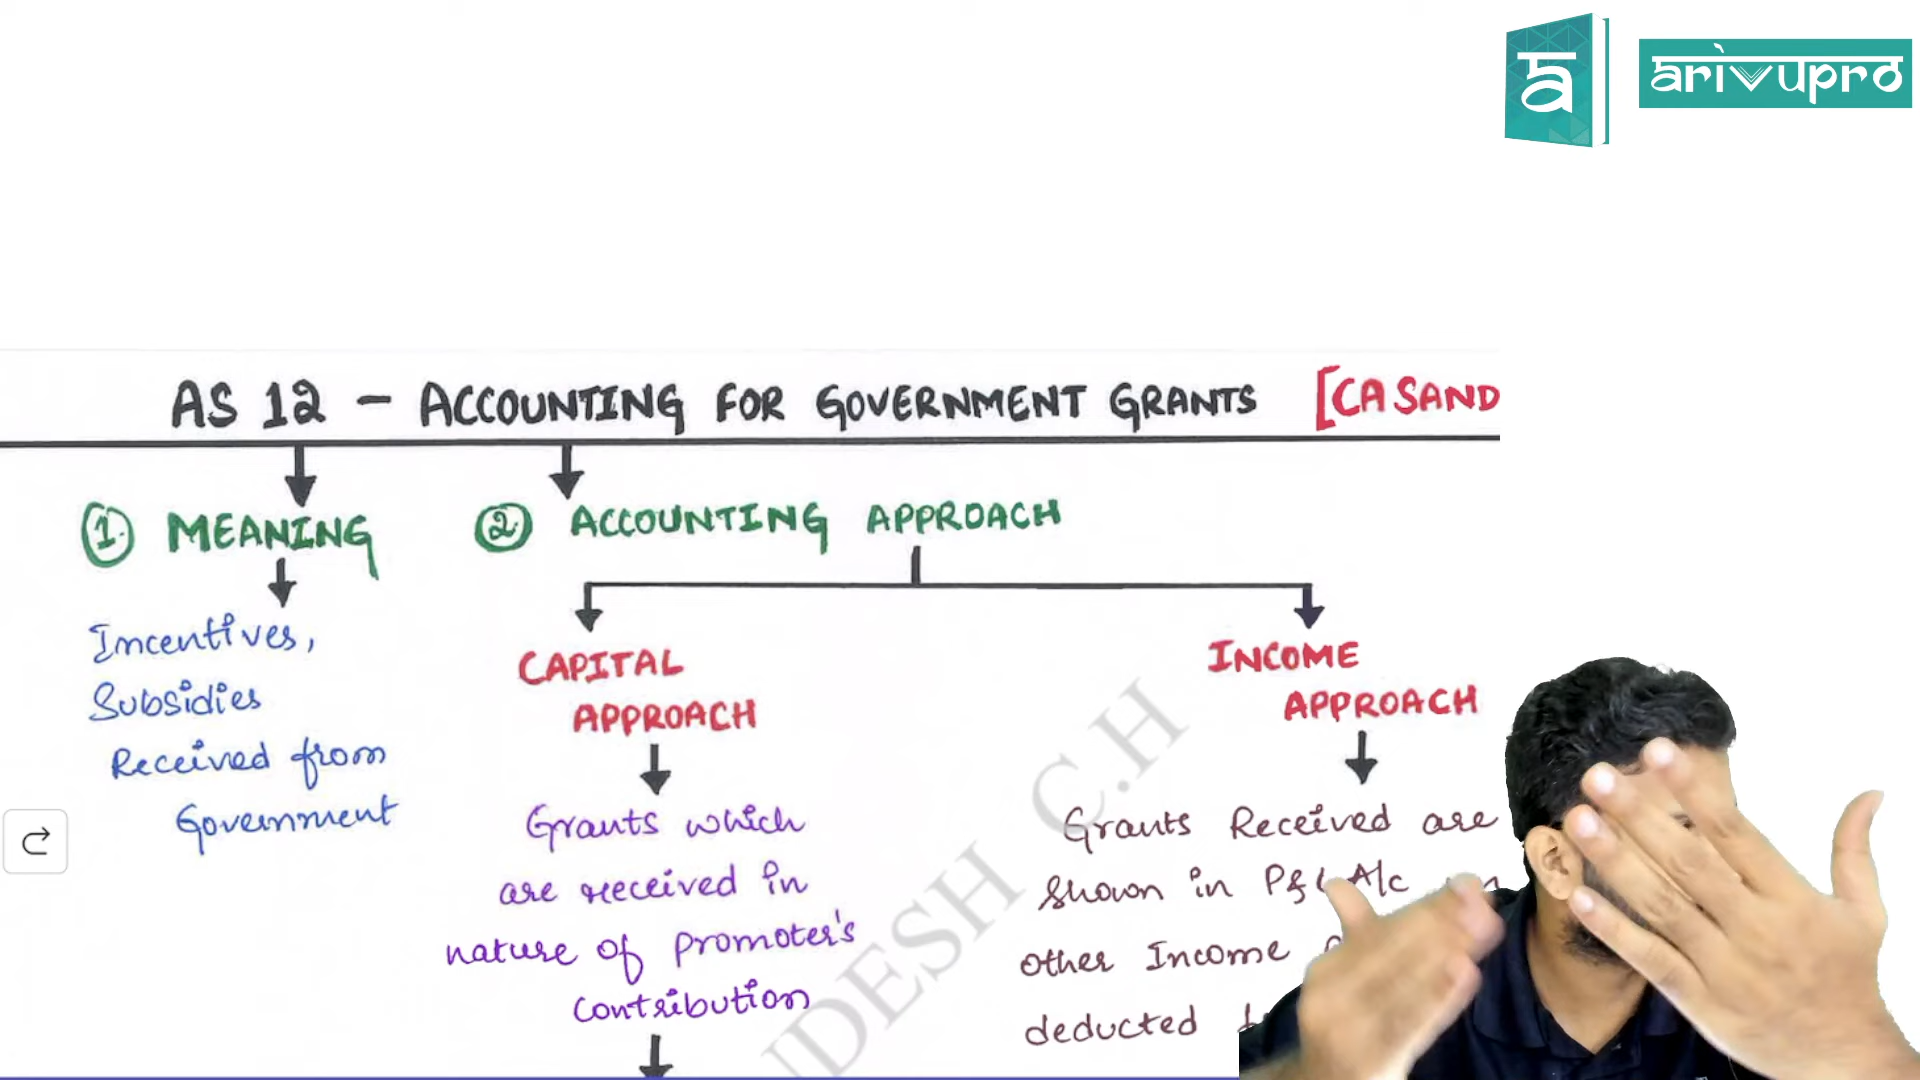 a
arivupro
AS 12 - ACCOUNTING FOR GOVERNMENT GRANTS [CA SAND
1. MEANING
2. ACCOUNTING APPROACH
Incentives,
Subsidies
Received from
Government
CAPITAL
APPROACH
Grants which
are received in
nature of promoter's
contribution
INCOME
APPROACH
Grants Received are
shown in P&L A/c
other Income
deducted
DESH C.H